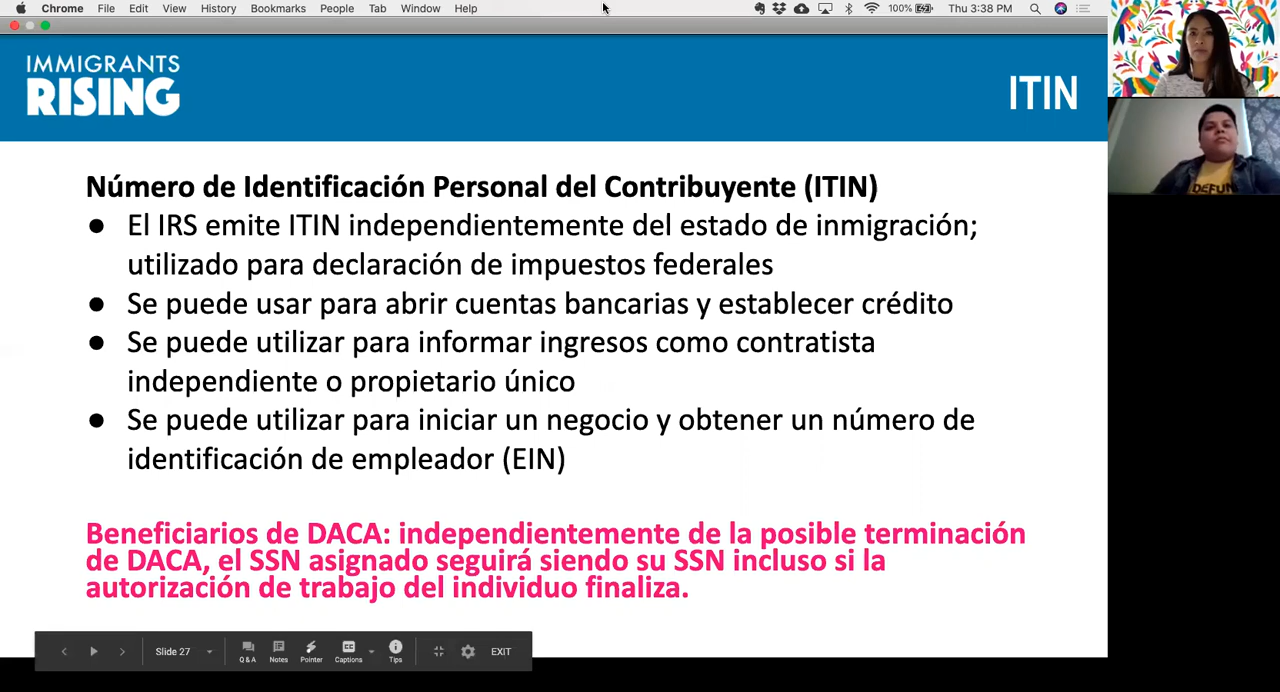 Chrome File Edit View History Bookmarks People Tab Window Help 100% Thu 3:38 PM
IMMIGRANTS
RISING
ITIN
Número de Identificación Personal del Contribuyente (ITIN)
● El IRS emite ITIN independientemente del estado de inmigración;
utilizado para declaración de impuestos federales
● Se puede usar para abrir cuentas bancarias y establecer crédito
● Se puede utilizar para informar ingresos como contratista
independiente o propietario único
● Se puede utilizar para iniciar un negocio y obtener un número de
identificación de empleador (EIN)
Beneficiarios de DACA: independientemente de la posible terminación
de DACA, el SSN asignado seguirá siendo su SSN incluso si la
autorización de trabajo del individuo finaliza.
Slide 27 Q & A Notes Pointer CC Captions Tips EXIT
DEFUN